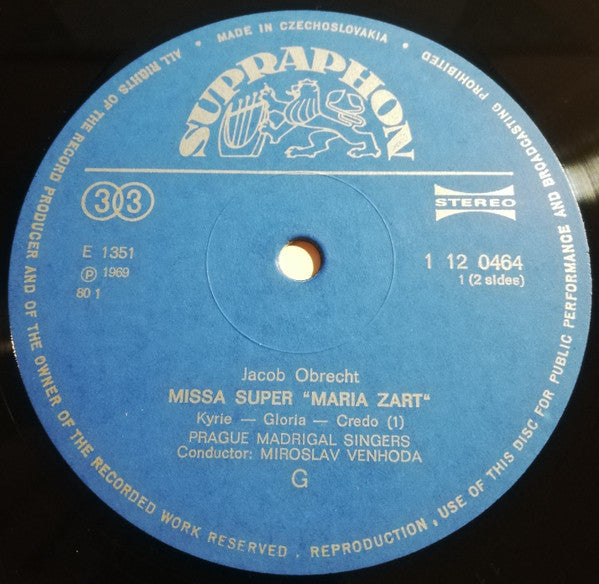 ALL RIGHTS OF THE RECORD PRODUCER AND OF THE OWNER OF THE RECORDED WORK RESERVED . REPRODUCTION, USE OF THIS DISC FOR PUBLIC PERFORMANCE AND BROADCASTING PROHIBITED
• MADE IN CZECHOSLOVAKIA •
SUPRAPHON
33
STEREO
E 1351
1 12 0464
℗ 1969
1 (2 sides)
80 1
Jacob Obrecht
MISSA SUPER "MARIA ZART"
Kyrie — Gloria — Credo (1)
PRAGUE MADRIGAL SINGERS
Conductor: MIROSLAV VENHODA
G